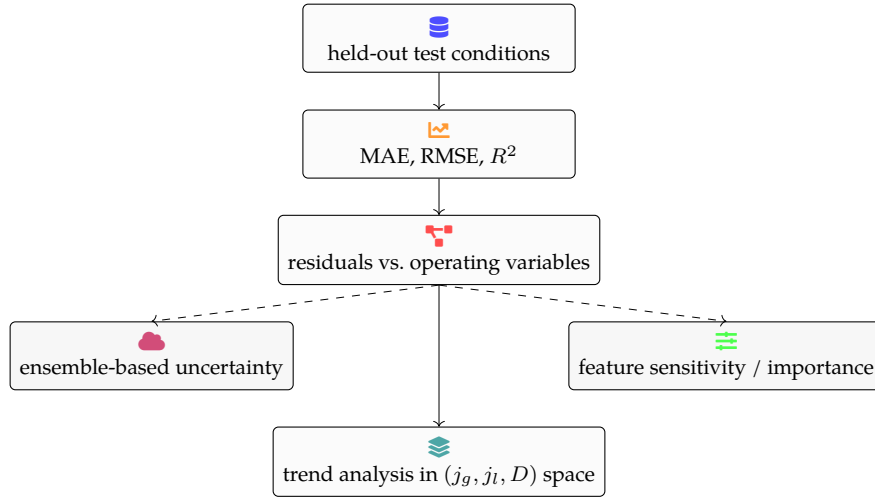 held-out test conditions
MAE, RMSE, $R^2$
residuals vs. operating variables
ensemble-based uncertainty
feature sensitivity / importance
trend analysis in $(j_g, j_l, D)$ space